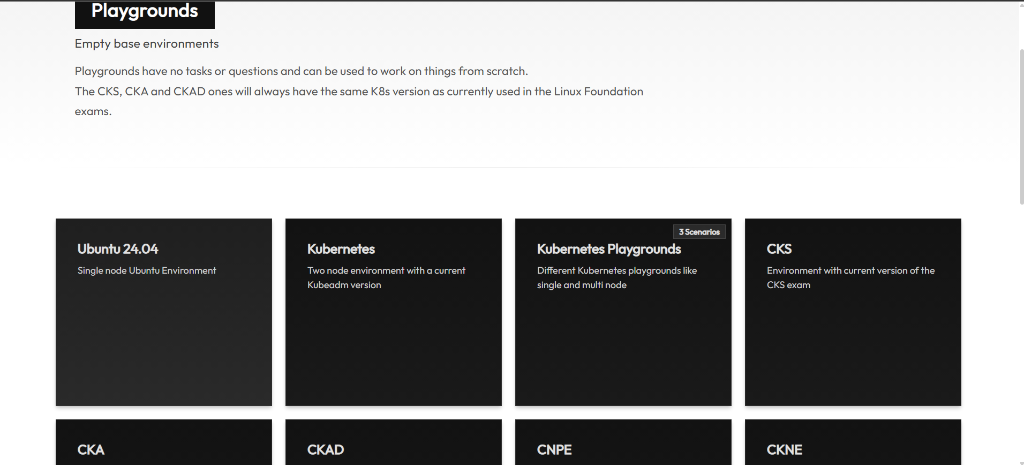 Playgrounds
Empty base environments
Playgrounds have no tasks or questions and can be used to work on things from scratch.
The CKS, CKA and CKAD ones will always have the same K8s version as currently used in the Linux Foundation
exams.
Ubuntu 24.04
Single node Ubuntu Environment
Kubernetes
Two node environment with a current
Kubeadm version
3 Scenarios
Kubernetes Playgrounds
Different Kubernetes playgrounds like
single and multi node
CKS
Environment with current version of the
CKS exam
CKA
CKAD
CNPE
CKNE